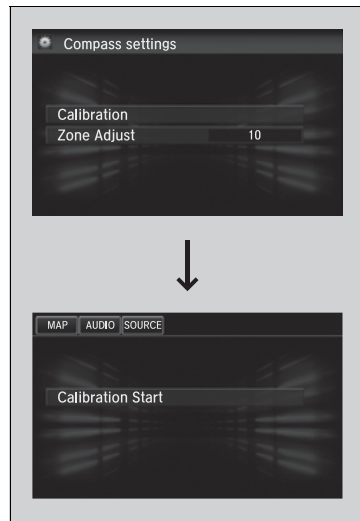 Compass settings
Calibration
Zone Adjust 10
MAP AUDIO SOURCE
Calibration Start